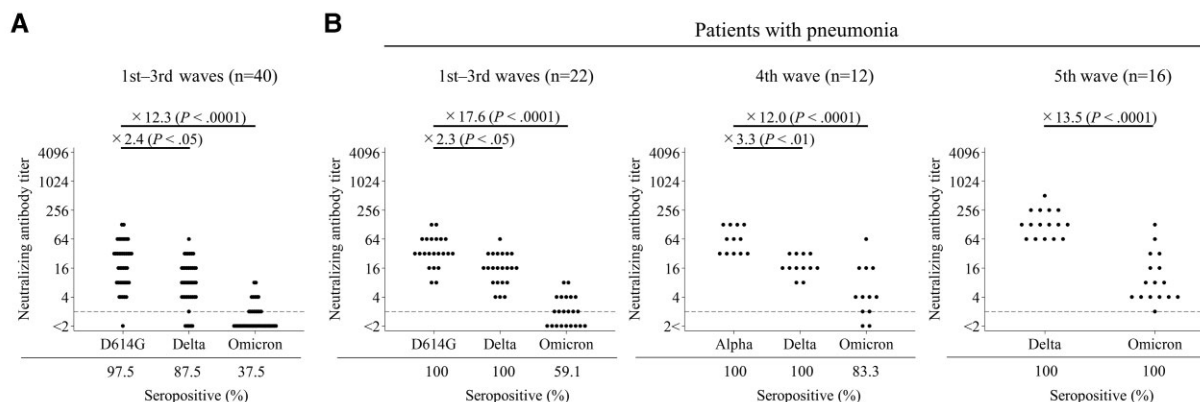 A
B
Patients with pneumonia
1st–3rd waves (n=40)
1st–3rd waves (n=22)
4th wave (n=12)
5th wave (n=16)
× 12.3 (P < .0001)
× 2.4 (P < .05)
Neutralizing antibody titer
4096
1024
256
64
16
4
<2
D614G Delta Omicron
97.5 87.5 37.5
Seropositive (%)
× 17.6 (P < .0001)
× 2.3 (P < .05)
Neutralizing antibody titer
4096
1024
256
64
16
4
<2
D614G Delta Omicron
100 100 59.1
Seropositive (%)
× 12.0 (P < .0001)
× 3.3 (P < .01)
Neutralizing antibody titer
4096
1024
256
64
16
4
2<
Alpha Delta Omicron
100 100 83.3
Seropositive (%)
× 13.5 (P < .0001)
Neutralizing antibody titer
4096
1024
256
64
16
4
<2
Delta Omicron
100 100
Seropositive (%)